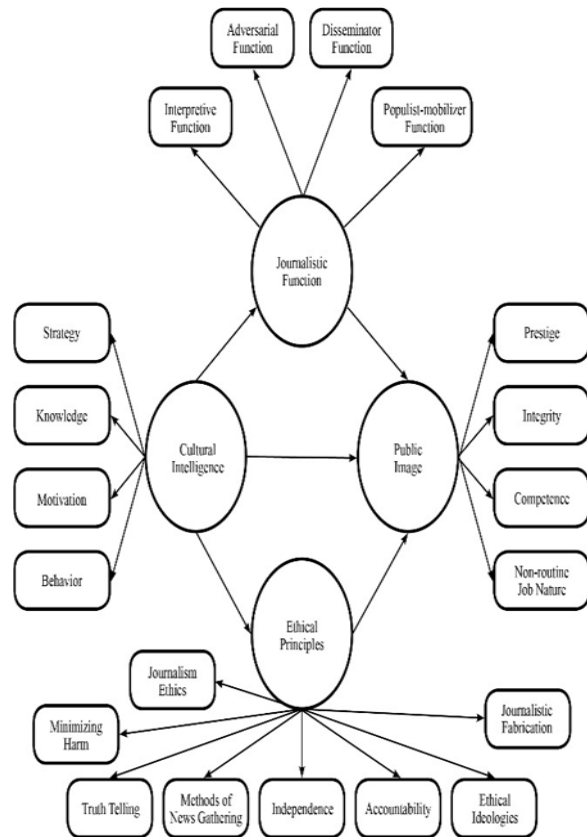 Adversarial
Function
Disseminator
Function
Interpretive
Function
Populist-mobilizer
Function
Journalistic
Function
Strategy
Knowledge
Motivation
Behavior
Cultural
Intelligence
Public
Image
Prestige
Integrity
Competence
Non-routine
Job Nature
Ethical
Principles
Journalism
Ethics
Minimizing
Harm
Truth Telling
Methods of
News Gathering
Independence
Accountability
Ethical
Ideologies
Journalistic
Fabrication